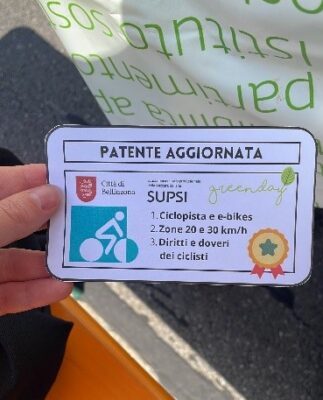 PATENTE AGGIORNATA
Città di
Bellinzona
SUPSI
greenday
1. Ciclopista e e-bikes
2. Zone 20 e 30 km/h
3. Diritti e doveri
dei ciclisti
Istituto sos
partimento